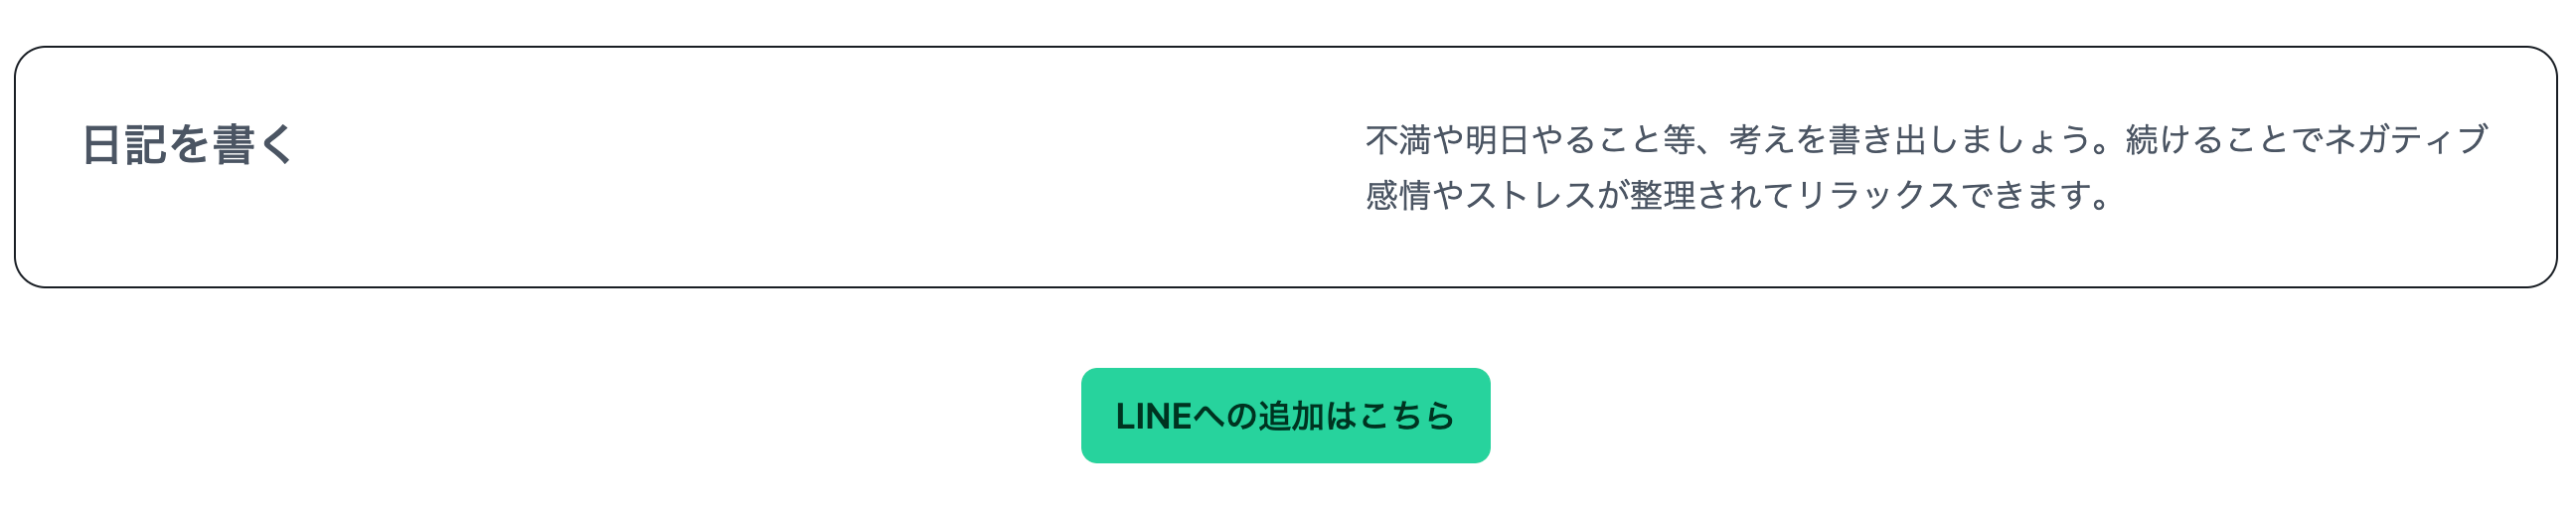 日記を書く
不満や明日やること等、考えを書き出しましょう。続けることでネガティブ
感情やストレスが整理されてリラックスできます。
LINEへの追加はこちら